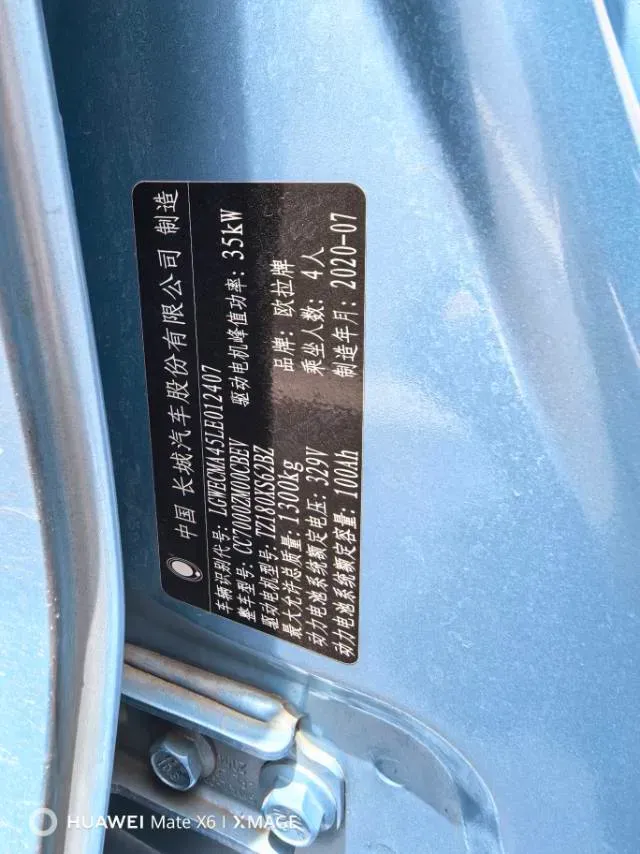 中国 长城汽车股份有限公司 制造
车辆识别代号: LGWECMA45LE012407
整车型号: CC7000ZM00CBEV 驱动电机峰值功率: 35kW
驱动电机型号: TZ180XS62BZ
最大允许总质量: 1300kg 品牌: 欧拉牌
动力电池系统额定电压: 329V 乘坐人数: 4人
动力电池系统额定容量: 100Ah 制造年月: 2020-07
HUAWEI Mate X6 | XMAGE